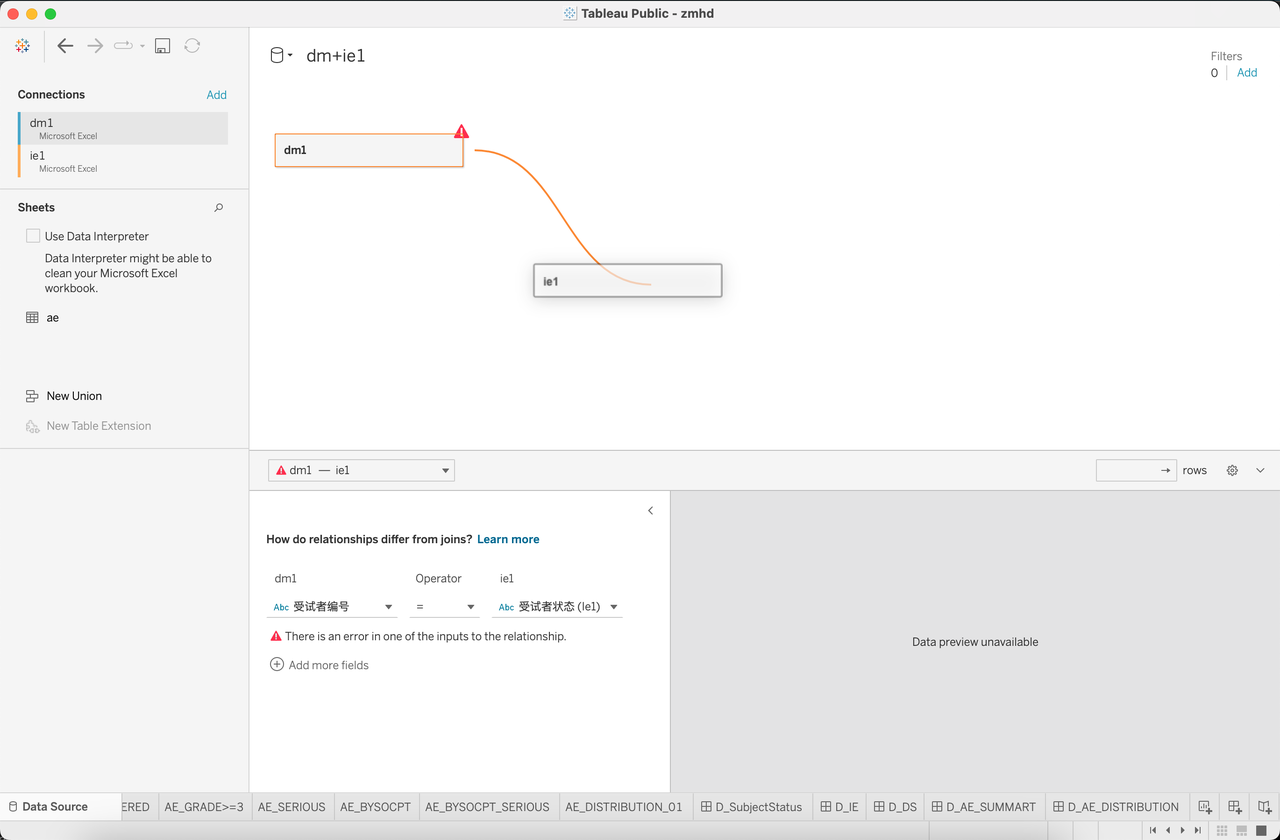 Tableau Public - zmhd
dm+ie1
Filters
0 Add
Connections Add
dm1
Microsoft Excel
ie1
Microsoft Excel
Sheets
Use Data Interpreter
Data Interpreter might be able to
clean your Microsoft Excel
workbook.
ae
New Union
New Table Extension
dm1
ie1
dm1 — ie1
rows
How do relationships differ from joins? Learn more
dm1 Operator ie1
Abc 受试者编号 = Abc 受试者状态 (Ie1)
There is an error in one of the inputs to the relationship.
Add more fields
Data preview unavailable
Data Source ERED AE_GRADE>=3 AE_SERIOUS AE_BYSOCPT AE_BYSOCPT_SERIOUS AE_DISTRIBUTION_01 D_SubjectStatus D_IE D_DS D_AE_SUMMARY D_AE_DISTRIBUTION